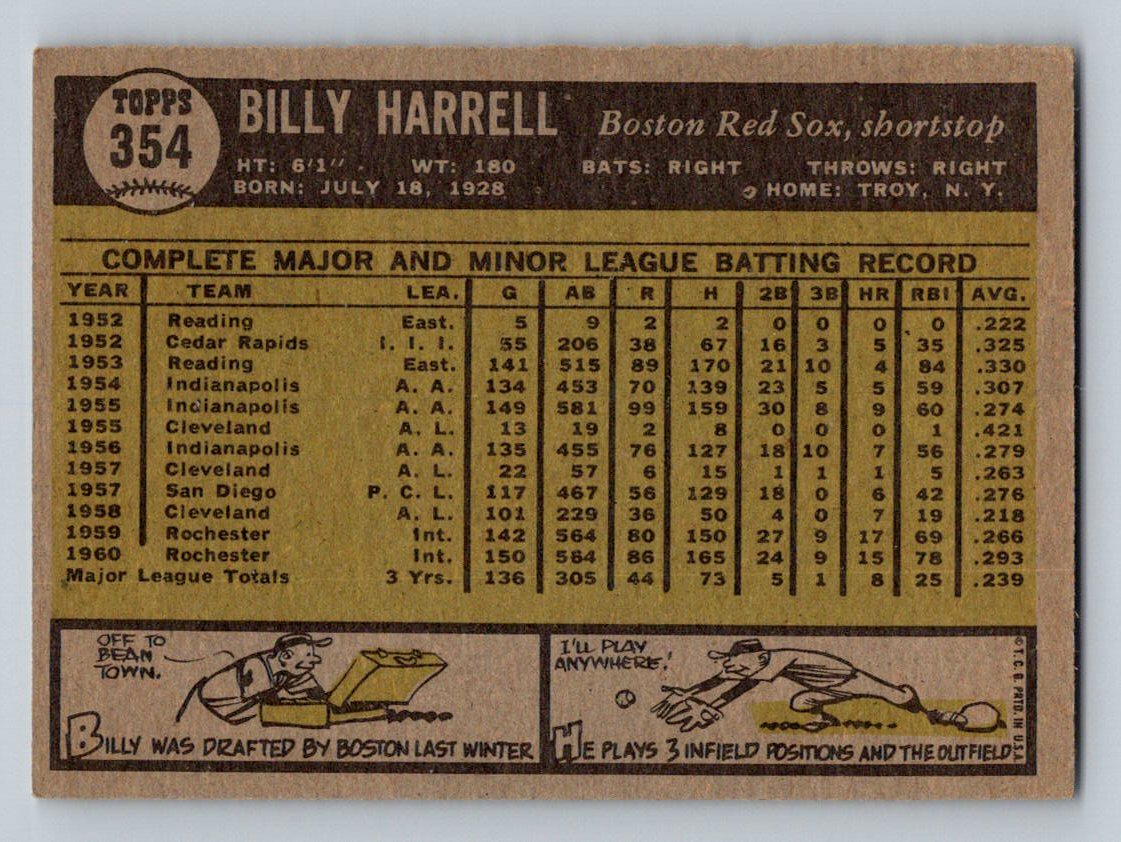 TOPPS
354
BILLY HARRELL Boston Red Sox, shortstop
HT: 6'1" WT: 180 BATS: RIGHT THROWS: RIGHT
BORN: JULY 18, 1928 HOME: TROY, N. Y.
COMPLETE MAJOR AND MINOR LEAGUE BATTING RECORD
YEAR TEAM LEA. G AB R H 2B 3B HR RBI AVG.
1952 Reading East. 5 9 2 2 0 0 0 0 .222
1952 Cedar Rapids I. I. I. 55 206 38 67 16 3 5 35 .325
1953 Reading East. 141 515 89 170 21 10 4 84 .330
1954 Indianapolis A. A. 134 453 70 139 23 5 5 59 .307
1955 Indianapolis A. A. 149 581 99 159 30 8 9 60 .274
1955 Cleveland A. L. 13 19 2 8 0 0 0 1 .421
1956 Indianapolis A. A. 135 455 76 127 18 10 7 56 .279
1957 Cleveland A. L. 22 57 6 15 1 1 1 5 .263
1957 San Diego P. C. L. 117 467 56 129 18 0 6 42 .276
1958 Cleveland A. L. 101 229 36 50 4 0 7 19 .218
1959 Rochester Int. 142 564 80 150 27 9 17 69 .266
1960 Rochester Int. 150 564 86 165 24 9 15 78 .293
Major League Totals 3 Yrs. 136 305 44 73 5 1 8 25 .239
OFF TO
BEAN
TOWN.
BILLY WAS DRAFTED BY BOSTON LAST WINTER
I'LL PLAY
ANYWHERE!
HE PLAYS 3 INFIELD POSITIONS AND THE OUTFIELD
© T. C. G. PRTD. IN U.S.A.